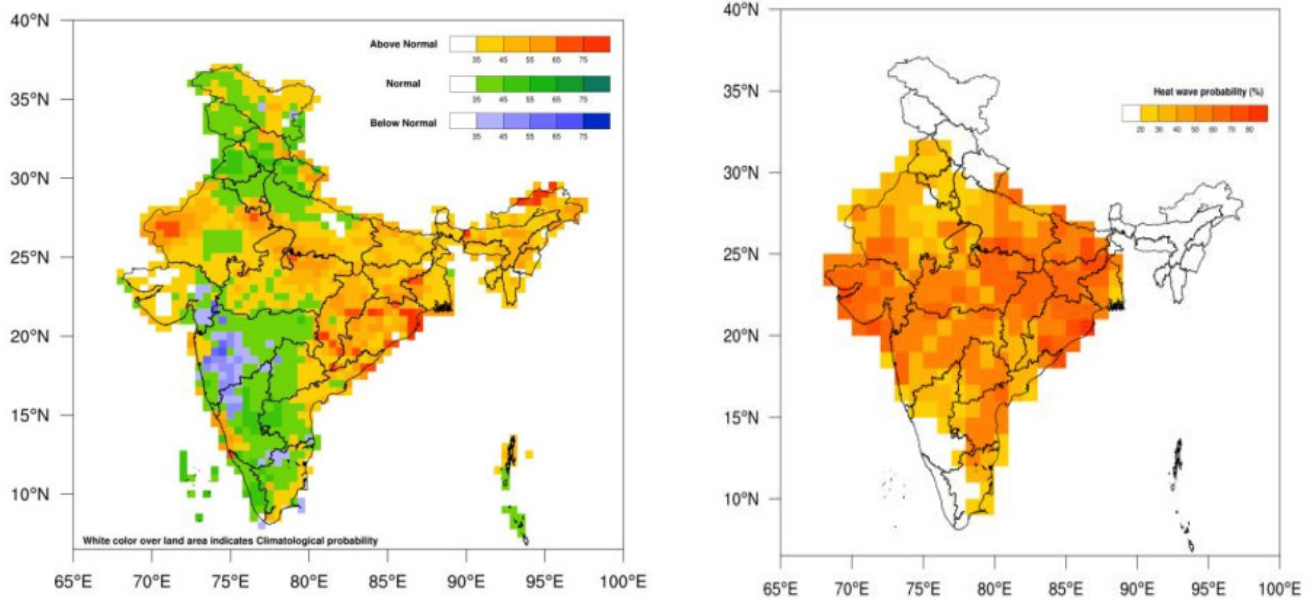 40°N
35°N
30°N
25°N
20°N
15°N
10°N
65°E 70°E 75°E 80°E 85°E 90°E 95°E 100°E
Above Normal
35 45 55 65 75
Normal
35 45 55 65 75
Below Normal
35 45 55 65 75
White color over land area indicates Climatological probability
40°N
35°N
30°N
25°N
20°N
15°N
10°N
65°E 70°E 75°E 80°E 85°E 90°E 95°E 100°E
Heat wave probability (%)
20 30 40 50 60 70 80